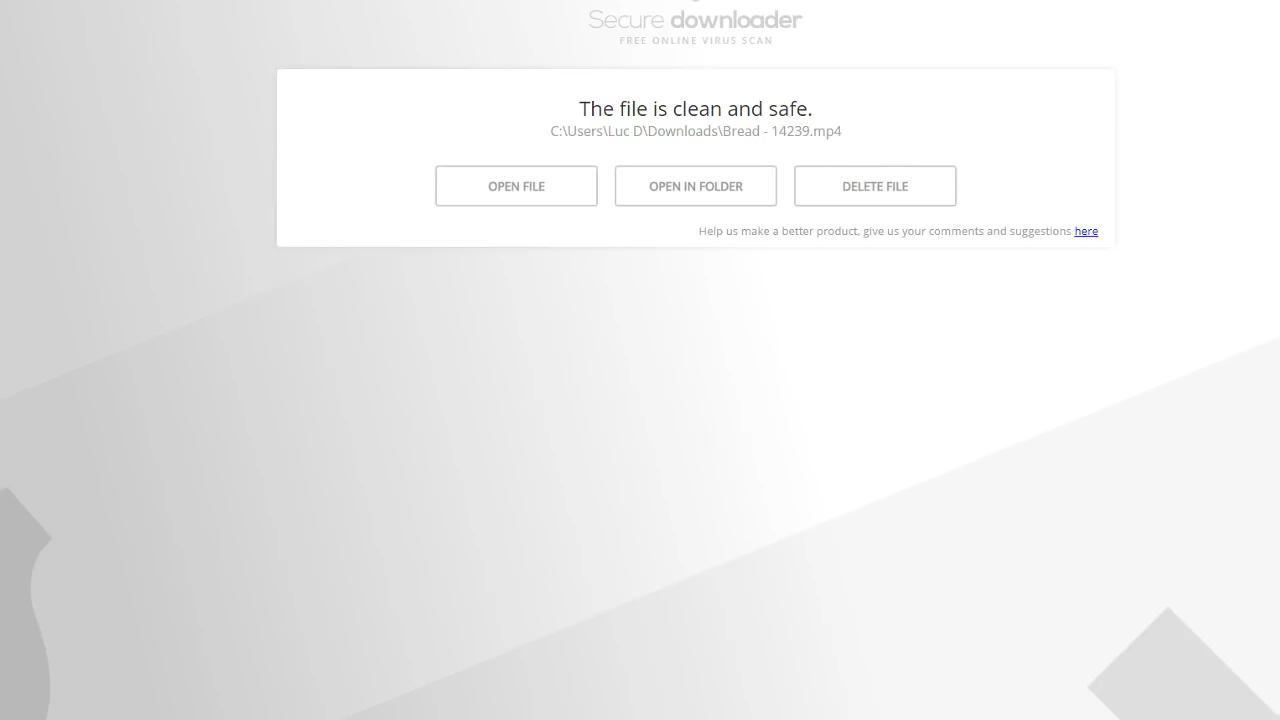 Secure downloader
FREE ONLINE VIRUS SCAN
The file is clean and safe.
C:\Users\Luc D\Downloads\Bread - 14239.mp4
OPEN FILE
OPEN IN FOLDER
DELETE FILE
Help us make a better product, give us your comments and suggestions here